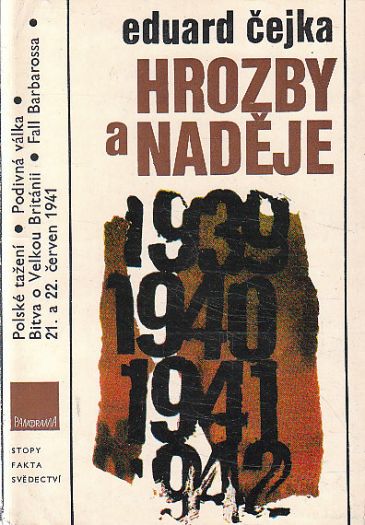 eduard čejka
HROZBY
a NADĚJE
1939
1940
1941
1942
Polské tažení • Podivná válka •
Bitva o Velkou Británii • Fall Barbarossa •
21. a 22. červen 1941
PANORAMA
STOPY
FAKTA
SVĚDECTVÍ